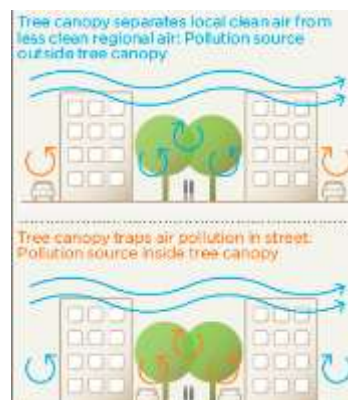 Tree canopy separates local clean air from
less clean regional air: Pollution source
outside tree canopy
Tree canopy traps air pollution in street:
Pollution source inside tree canopy